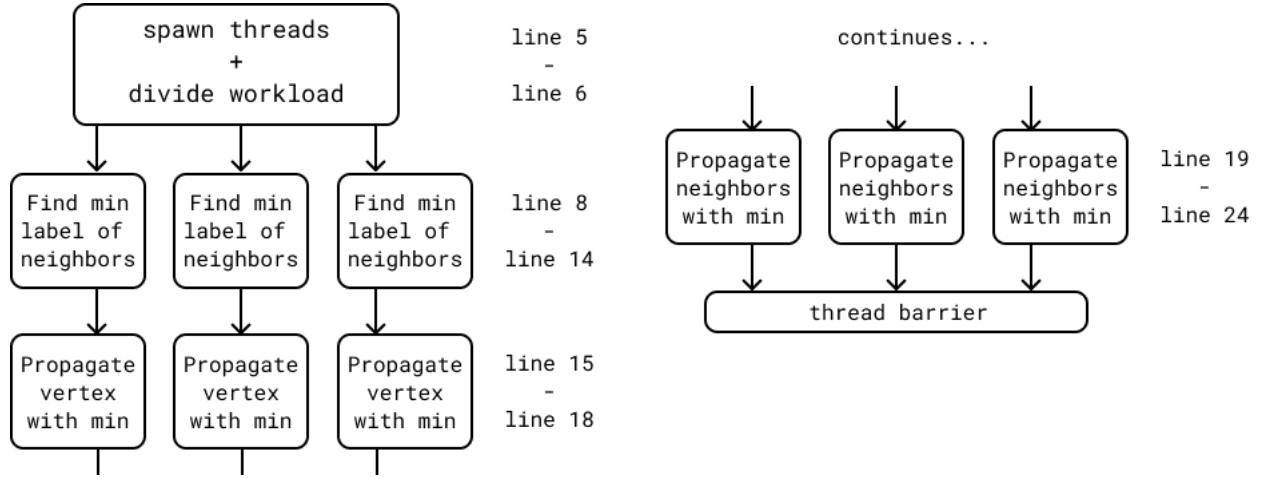 spawn threads
+
divide workload
line 5
-
line 6
Find min
label of
neighbors
Find min
label of
neighbors
Find min
label of
neighbors
line 8
-
line 14
Propagate
vertex
with min
Propagate
vertex
with min
Propagate
vertex
with min
line 15
-
line 18
continues...
Propagate
neighbors
with min
Propagate
neighbors
with min
Propagate
neighbors
with min
line 19
-
line 24
thread barrier